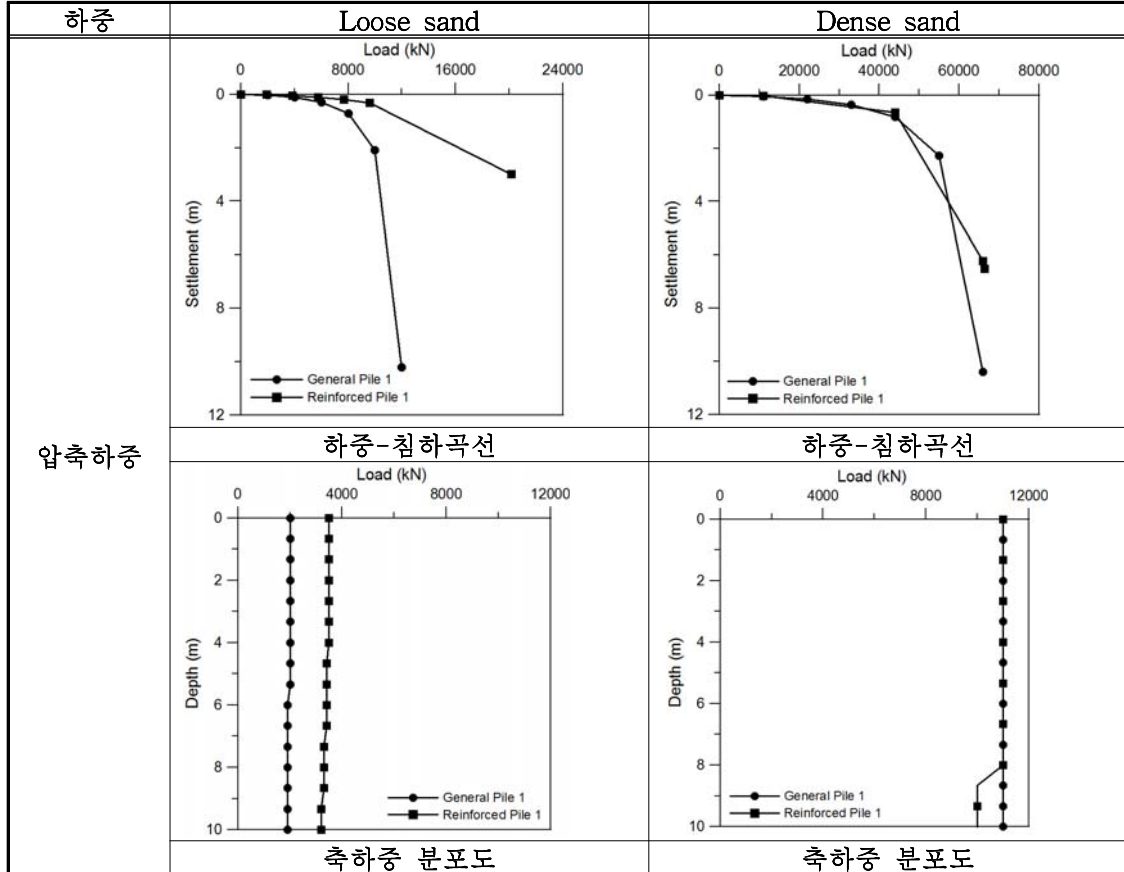 하중 Loose sand Dense sand
압축하중
Load (kN)
0 8000 16000 24000
0
4
8
12
Settlement (m)
General Pile 1
Reinforced Pile 1
Load (kN)
0 20000 40000 60000 80000
0
4
8
12
Settlement (m)
General Pile 1
Reinforced Pile 1
하중-침하곡선 하중-침하곡선
Load (kN)
0 4000 8000 12000
0
2
4
6
8
10
Depth (m)
General Pile 1
Reinforced Pile 1
Load (kN)
0 4000 8000 12000
0
2
4
6
8
10
Depth (m)
General Pile 1
Reinforced Pile 1
축하중 분포도 축하중 분포도